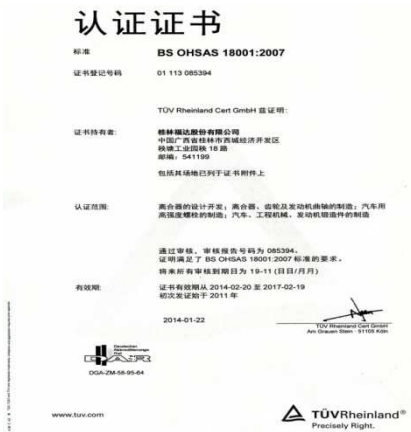 认证证书
标准 BS OHSAS 18001:2007
证书登记号码 01 113 085394
TÜV Rheinland Cert GmbH 兹证明:
证书持有者: 桂林福达股份有限公司
中国广西省桂林市西城经济开发区
秧塘工业园秧 18 路
邮编: 541199
包括其场地已列于证书附件上
认证范围: 离合器的设计开发; 离合器、齿轮及发动机曲轴的制造; 汽车用
高强度螺栓的制造; 汽车、工程机械、发动机锻造件的制造
通过审核、审核报告号码为 085394,
证明满足了 BS OHSAS 18001:2007 标准的要求。
将来所有审核到期日为 19-11 (日日/月月)
有效期: 证书有效期从 2014-02-20 至 2017-02-19
初次发证始于 2011 年
2014-01-22
TÜV Rheinland Cert GmbH
Am Grauen Stein · 51105 Köln
Deutscher
Akkreditierungs
Rat
DAR
DGA-ZM-58-95-64
www.tuv.com
TÜVRheinland®
Precisely Right.